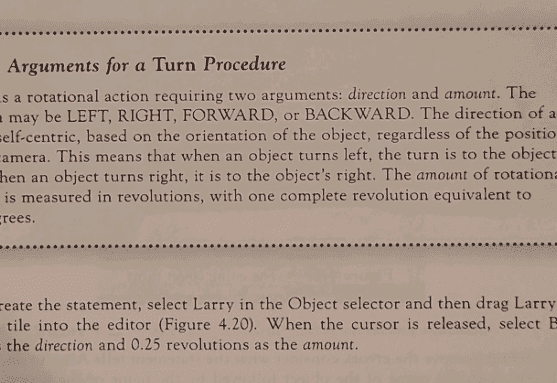 Arguments for a Turn Procedure
s a rotational action requiring two arguments: direction and amount. The
may be LEFT, RIGHT, FORWARD, or BACKWARD. The direction of a
self-centric, based on the orientation of the object, regardless of the positio
camera. This means that when an object turns left, the turn is to the object
hen an object turns right, it is to the object's right. The amount of rotationa
is measured in revolutions, with one complete revolution equivalent to
grees.
reate the statement, select Larry in the Object selector and then drag Larry
tile into the editor (Figure 4.20). When the cursor is released, select B
the direction and 0.25 revolutions as the amount.